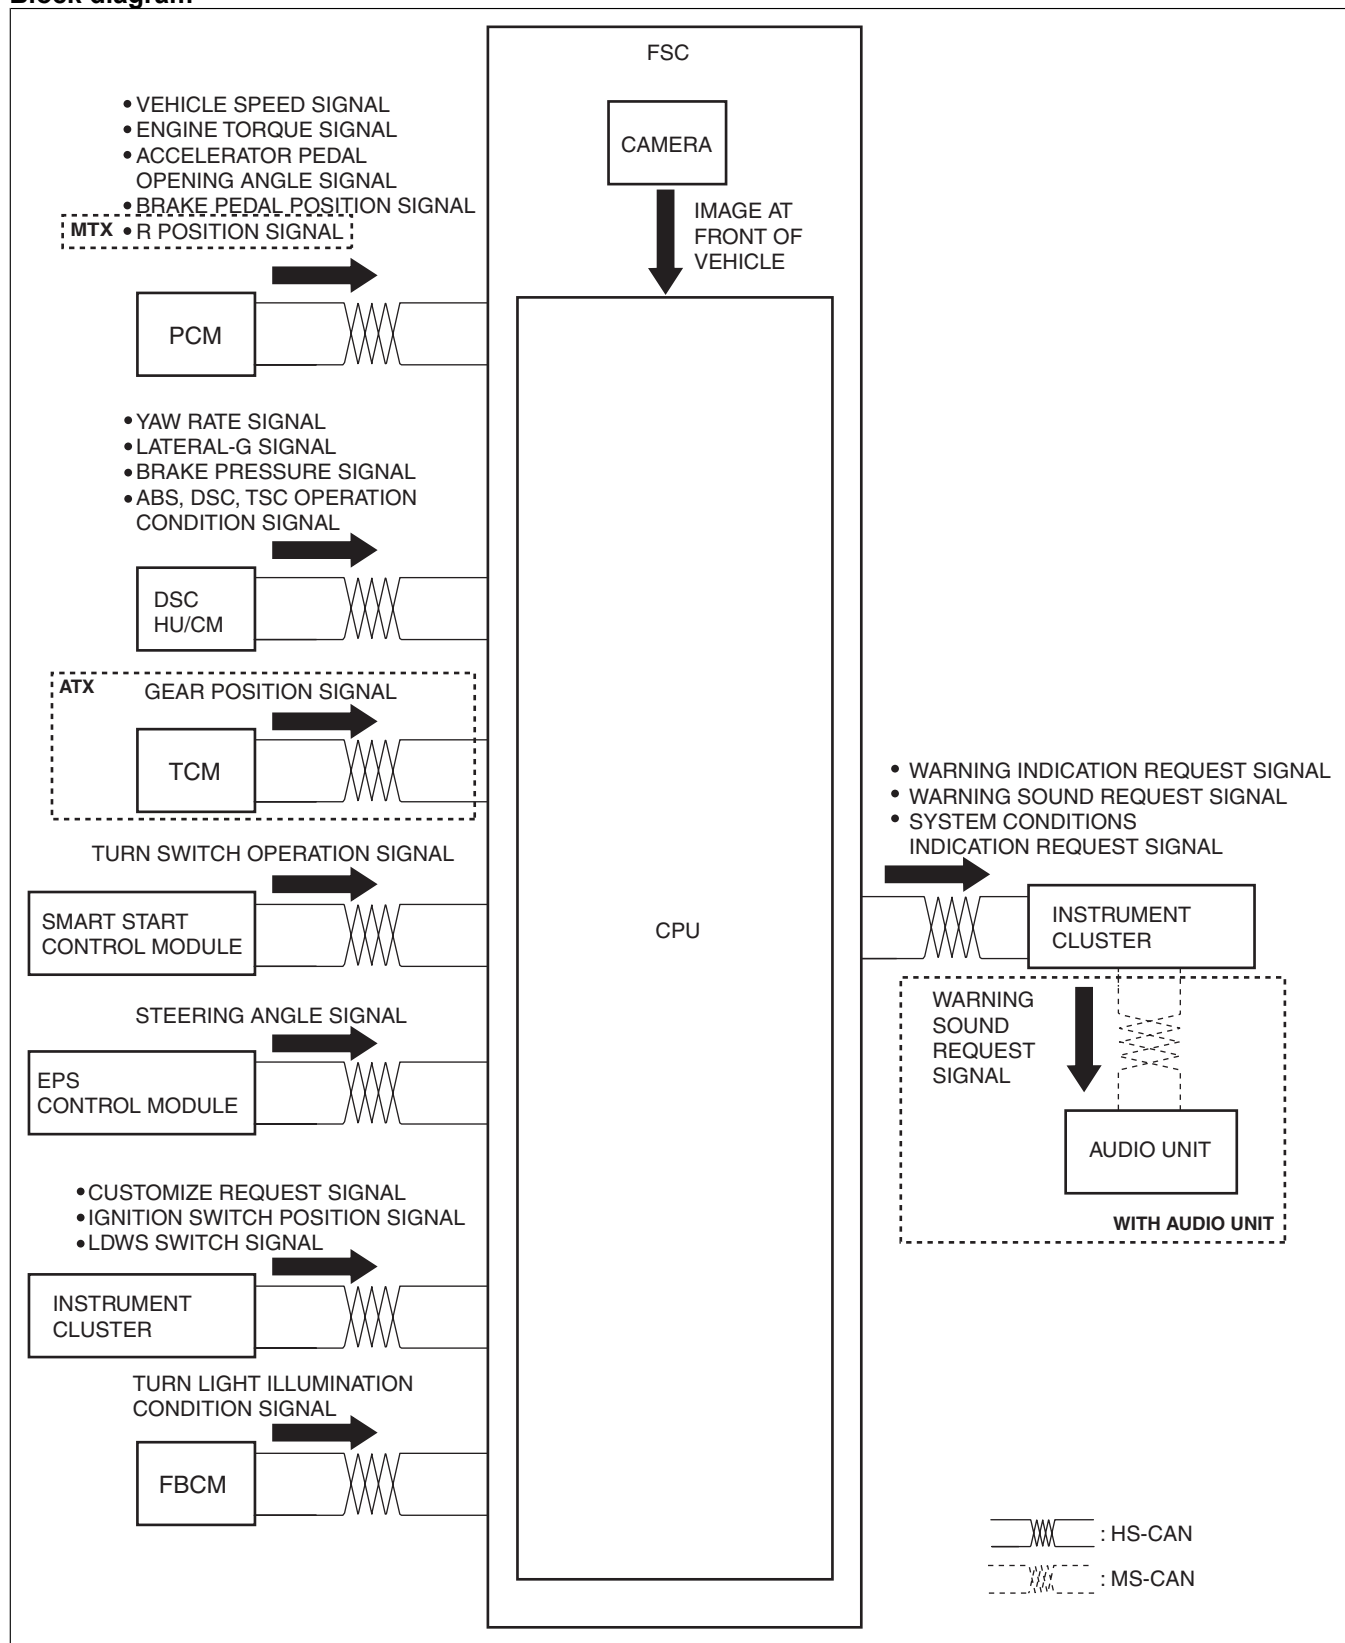 Block diagram
FSC
CAMERA
IMAGE AT
FRONT OF
VEHICLE
CPU
• VEHICLE SPEED SIGNAL
• ENGINE TORQUE SIGNAL
• ACCELERATOR PEDAL
OPENING ANGLE SIGNAL
• BRAKE PEDAL POSITION SIGNAL
MTX • R POSITION SIGNAL
PCM
• YAW RATE SIGNAL
• LATERAL-G SIGNAL
• BRAKE PRESSURE SIGNAL
• ABS, DSC, TSC OPERATION
CONDITION SIGNAL
DSC
HU/CM
ATX
GEAR POSITION SIGNAL
TCM
TURN SWITCH OPERATION SIGNAL
SMART START
CONTROL MODULE
STEERING ANGLE SIGNAL
EPS
CONTROL MODULE
• CUSTOMIZE REQUEST SIGNAL
• IGNITION SWITCH POSITION SIGNAL
• LDWS SWITCH SIGNAL
INSTRUMENT
CLUSTER
TURN LIGHT ILLUMINATION
CONDITION SIGNAL
FBCM
• WARNING INDICATION REQUEST SIGNAL
• WARNING SOUND REQUEST SIGNAL
• SYSTEM CONDITIONS
INDICATION REQUEST SIGNAL
INSTRUMENT
CLUSTER
WARNING
SOUND
REQUEST
SIGNAL
AUDIO UNIT
WITH AUDIO UNIT
: HS-CAN
: MS-CAN